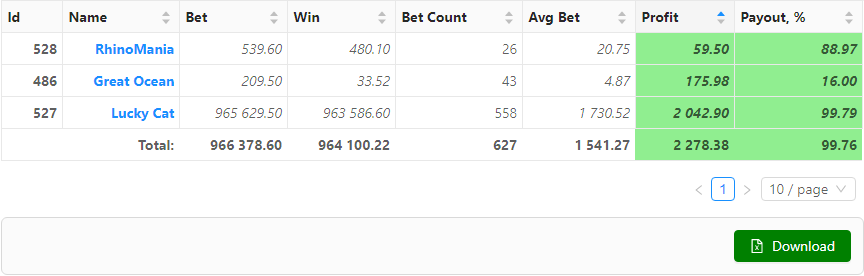 Id Name Bet Win Bet Count Avg Bet Profit Payout, %
528 RhinoMania 539.60 480.10 26 20.75 59.50 88.97
486 Great Ocean 209.50 33.52 43 4.87 175.98 16.00
527 Lucky Cat 965 629.50 963 586.60 558 1 730.52 2 042.90 99.79
Total: 966 378.60 964 100.22 627 1 541.27 2 278.38 99.76
< 1 > 10 / page
Download